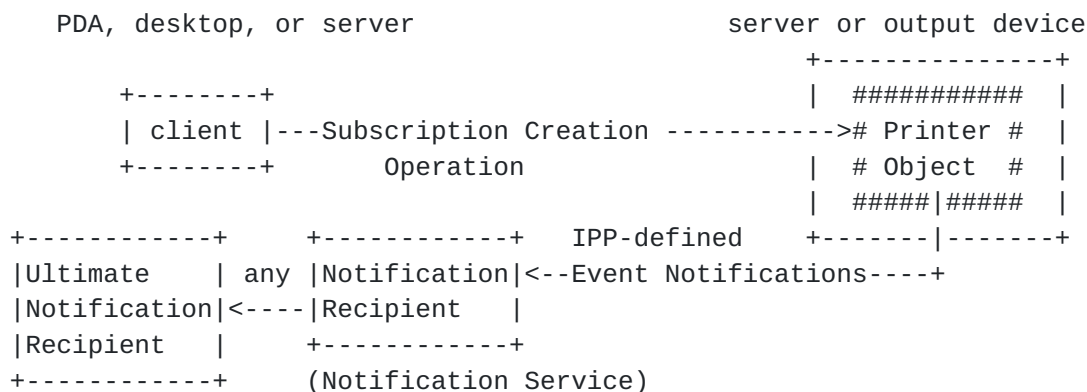 PDA, desktop, or server                   server or output device
                                                 +---------------+
       +--------+                                |  ###########  |
       | client |---Subscription Creation -----------># Printer #  |
       +--------+       Operation                |  # Object  #  |
                                                 |  #####|#####  |
+------------+     +------------+   IPP-defined    +-------|-------+
|Ultimate    | any |Notification|<--Event Notifications----+
|Notification|<----|Recipient   |
|Recipient   |     +------------+
+------------+     (Notification Service)